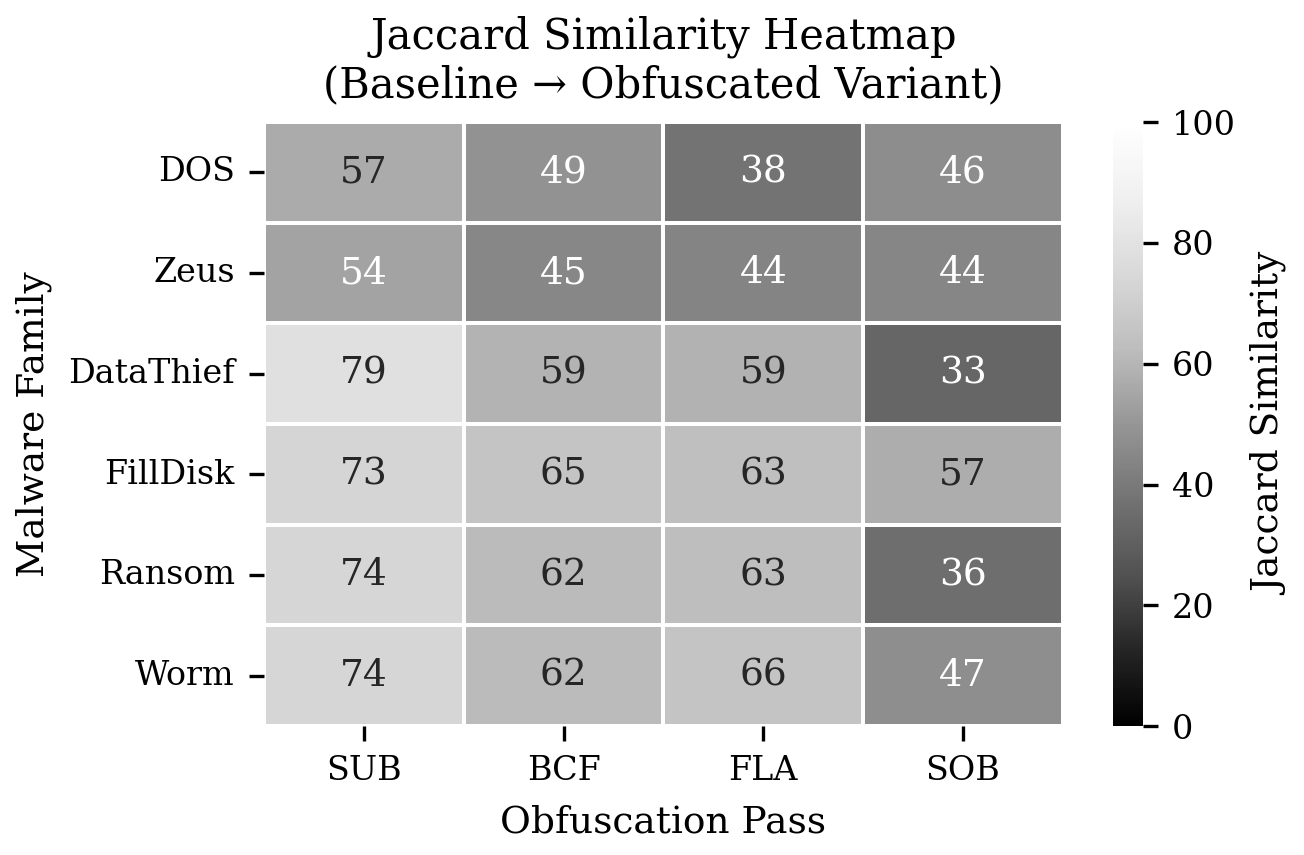 Jaccard Similarity Heatmap
(Baseline → Obfuscated Variant)
Malware Family
DOS 57 49 38 46
Zeus 54 45 44 44
DataThief 79 59 59 33
FillDisk 73 65 63 57
Ransom 74 62 63 36
Worm 74 62 66 47
SUB BCF FLA SOB
Obfuscation Pass
100
80
60
40
20
0
Jaccard Similarity